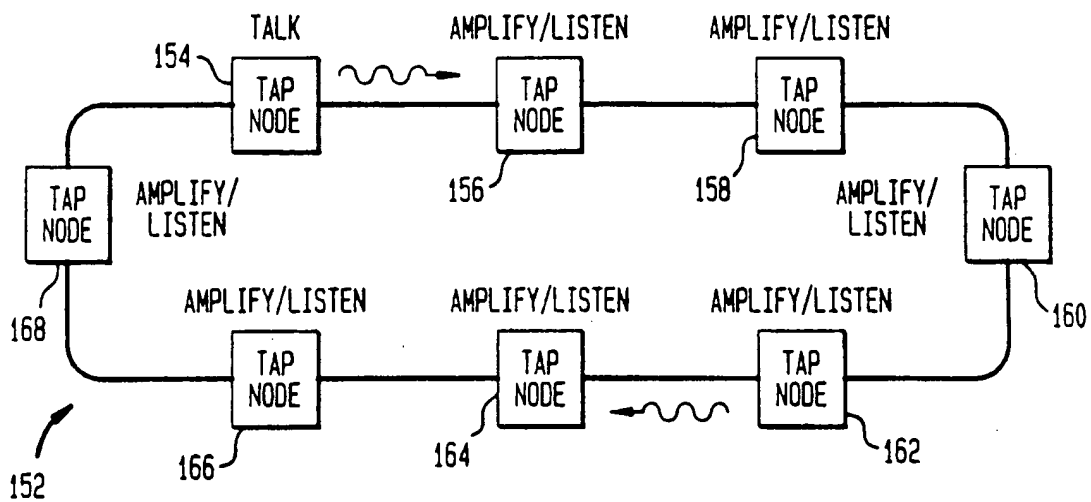 TALK
AMPLIFY/LISTEN
AMPLIFY/LISTEN
154
TAP
NODE
TAP
NODE
TAP
NODE
156
158
TAP
NODE
AMPLIFY/
LISTEN
AMPLIFY/
LISTEN
TAP
NODE
168
160
AMPLIFY/LISTEN
AMPLIFY/LISTEN
AMPLIFY/LISTEN
TAP
NODE
TAP
NODE
TAP
NODE
166
164
162
152